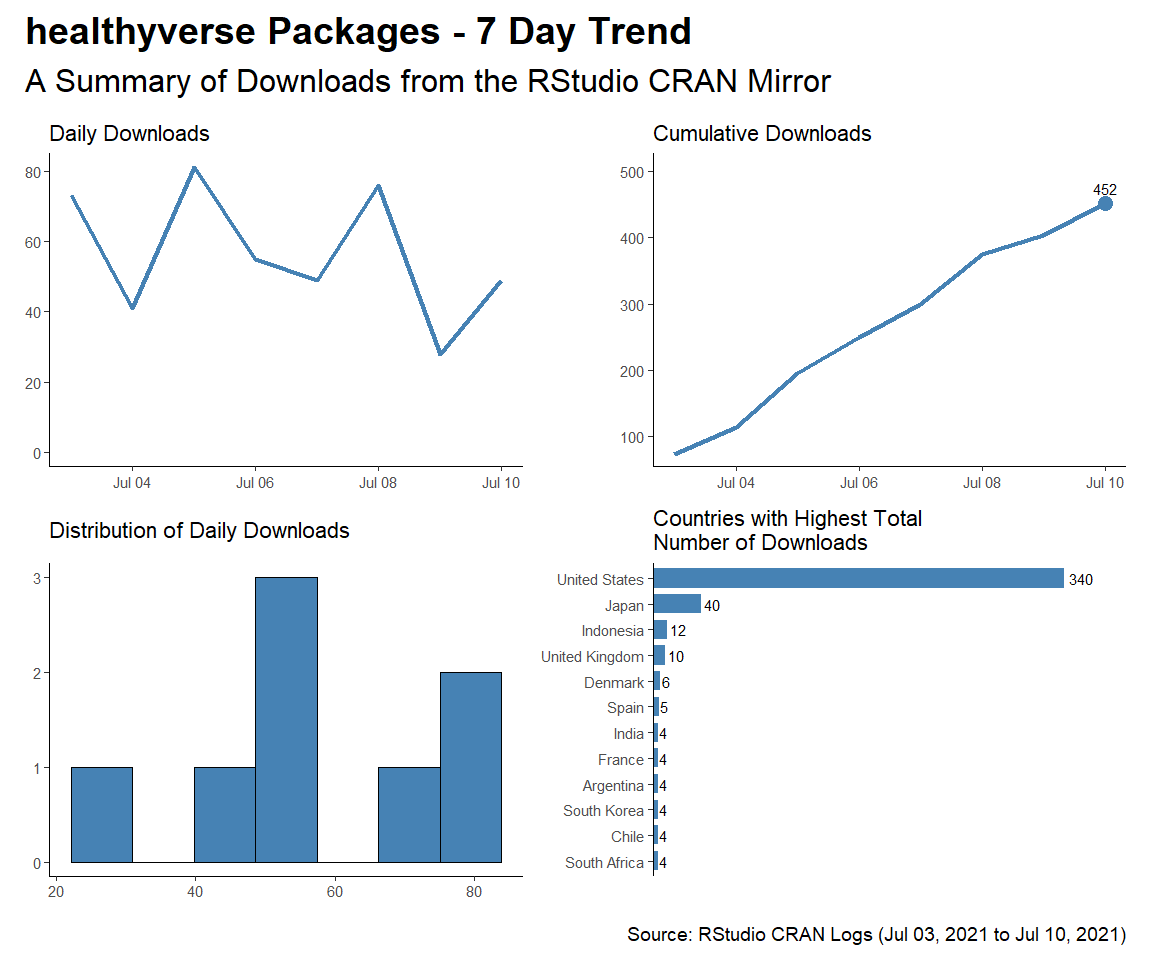 healthyverse Packages - 7 Day Trend
A Summary of Downloads from the RStudio CRAN Mirror
Daily Downloads
80
60
40
20
0
Jul 04 Jul 06 Jul 08 Jul 10
Cumulative Downloads
500
400
300
200
100
452
Jul 04 Jul 06 Jul 08 Jul 10
Distribution of Daily Downloads
3
2
1
0
20 40 60 80
Countries with Highest Total
Number of Downloads
United States 340
Japan 40
Indonesia 12
United Kingdom 10
Denmark 6
Spain 5
India 4
France 4
Argentina 4
South Korea 4
Chile 4
South Africa 4
Source: RStudio CRAN Logs (Jul 03, 2021 to Jul 10, 2021)